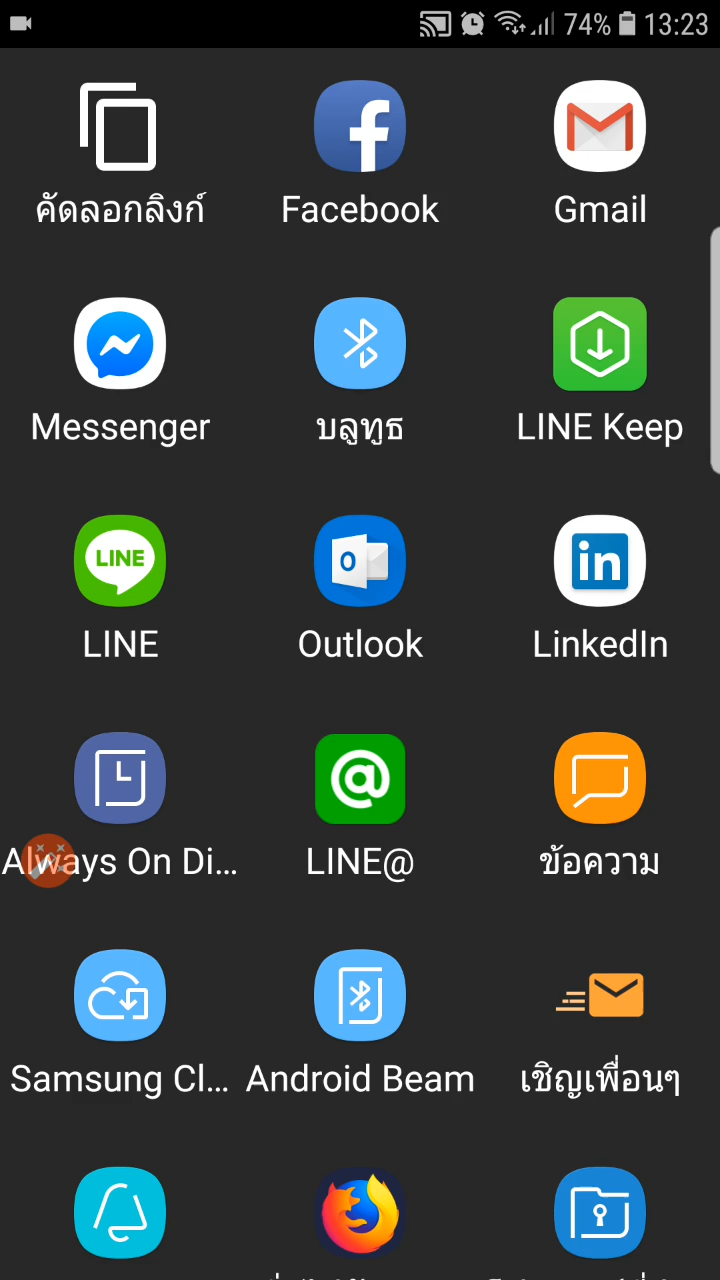 74% 13:23
คัดลอกลิงก์ Facebook Gmail
Messenger บลูทูธ LINE Keep
LINE
LINE Outlook LinkedIn
Always On Di... LINE@ ข้อความ
Samsung Cl... Android Beam เชิญเพื่อนๆ